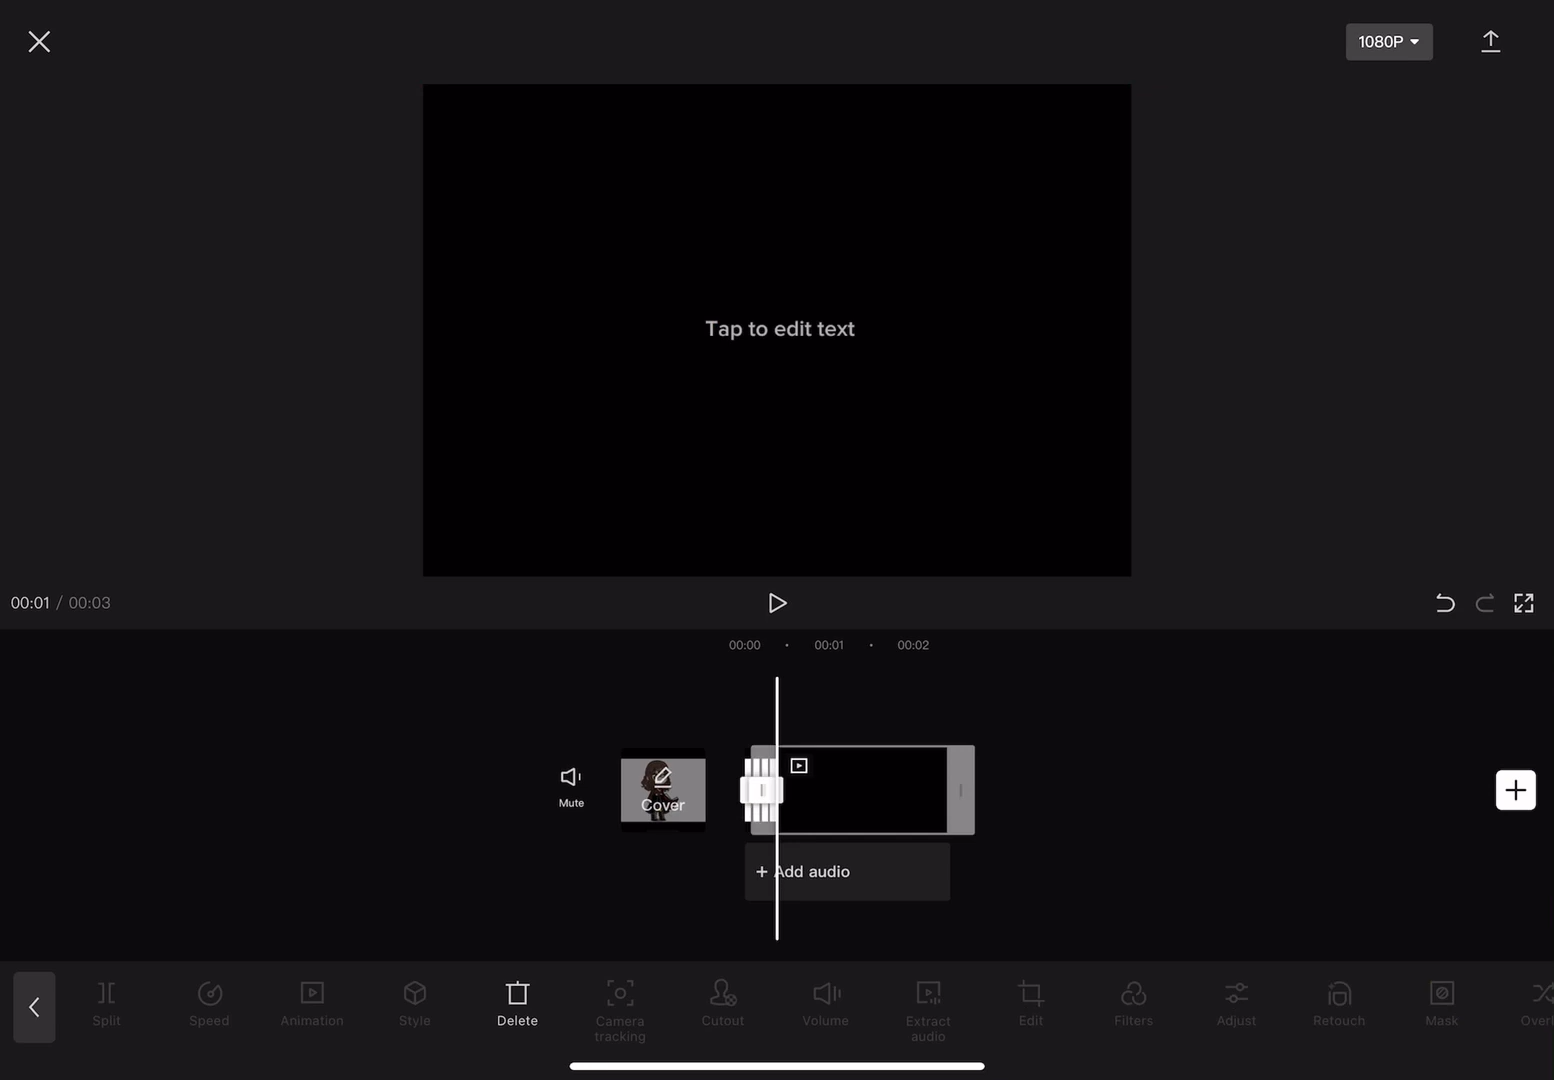 1080P
Tap to edit text
00:01 / 00:03
00:00 00:01 00:02
Mute
Cover
+ Add audio
Split
Speed
Animation
Style
Delete
Camera
tracking
Cutout
Volume
Extract
audio
Edit
Filters
Adjust
Retouch
Mask